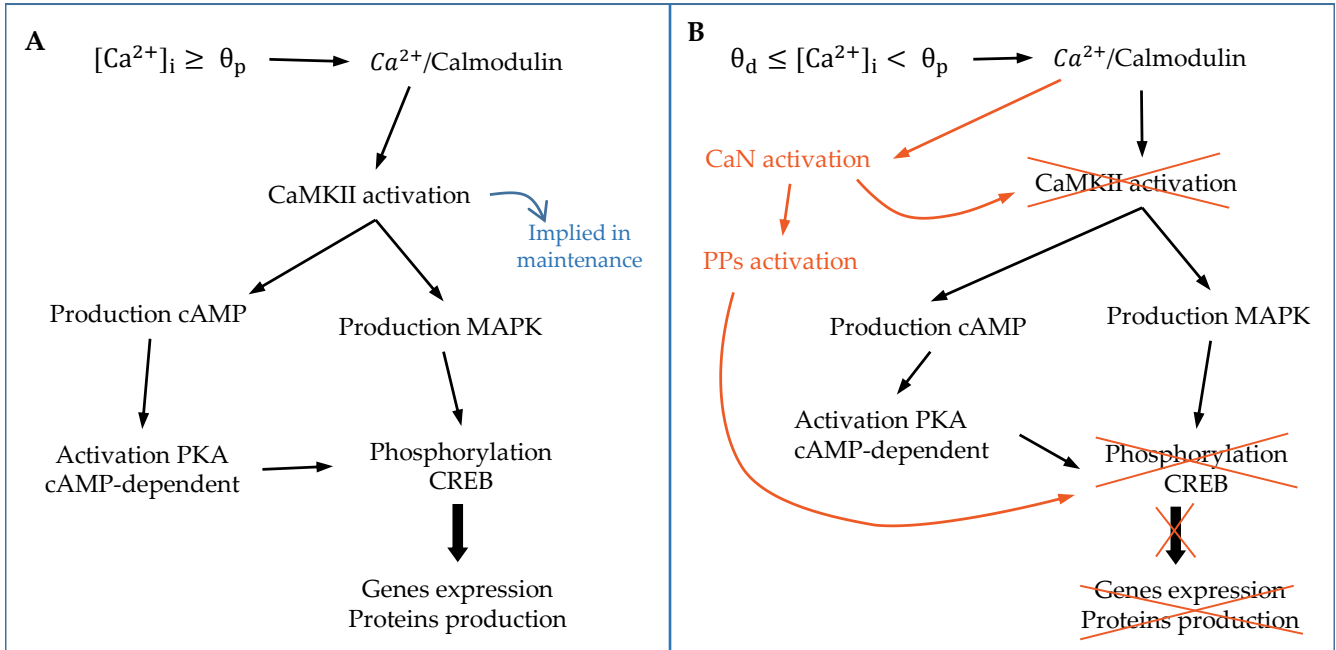 A
[Ca²⁺]ᵢ ≥ θₚ
Ca²⁺/Calmodulin
CaMKII activation
Implied in
maintenance
Production cAMP
Production MAPK
Activation PKA
cAMP-dependent
Phosphorylation
CREB
Genes expression
Proteins production
B
θd ≤ [Ca²⁺]ᵢ < θₚ
Ca²⁺/Calmodulin
CaN activation
CaMKII activation
PPs activation
Production cAMP
Production MAPK
Activation PKA
cAMP-dependent
Phosphorylation
CREB
Genes expression
Proteins production